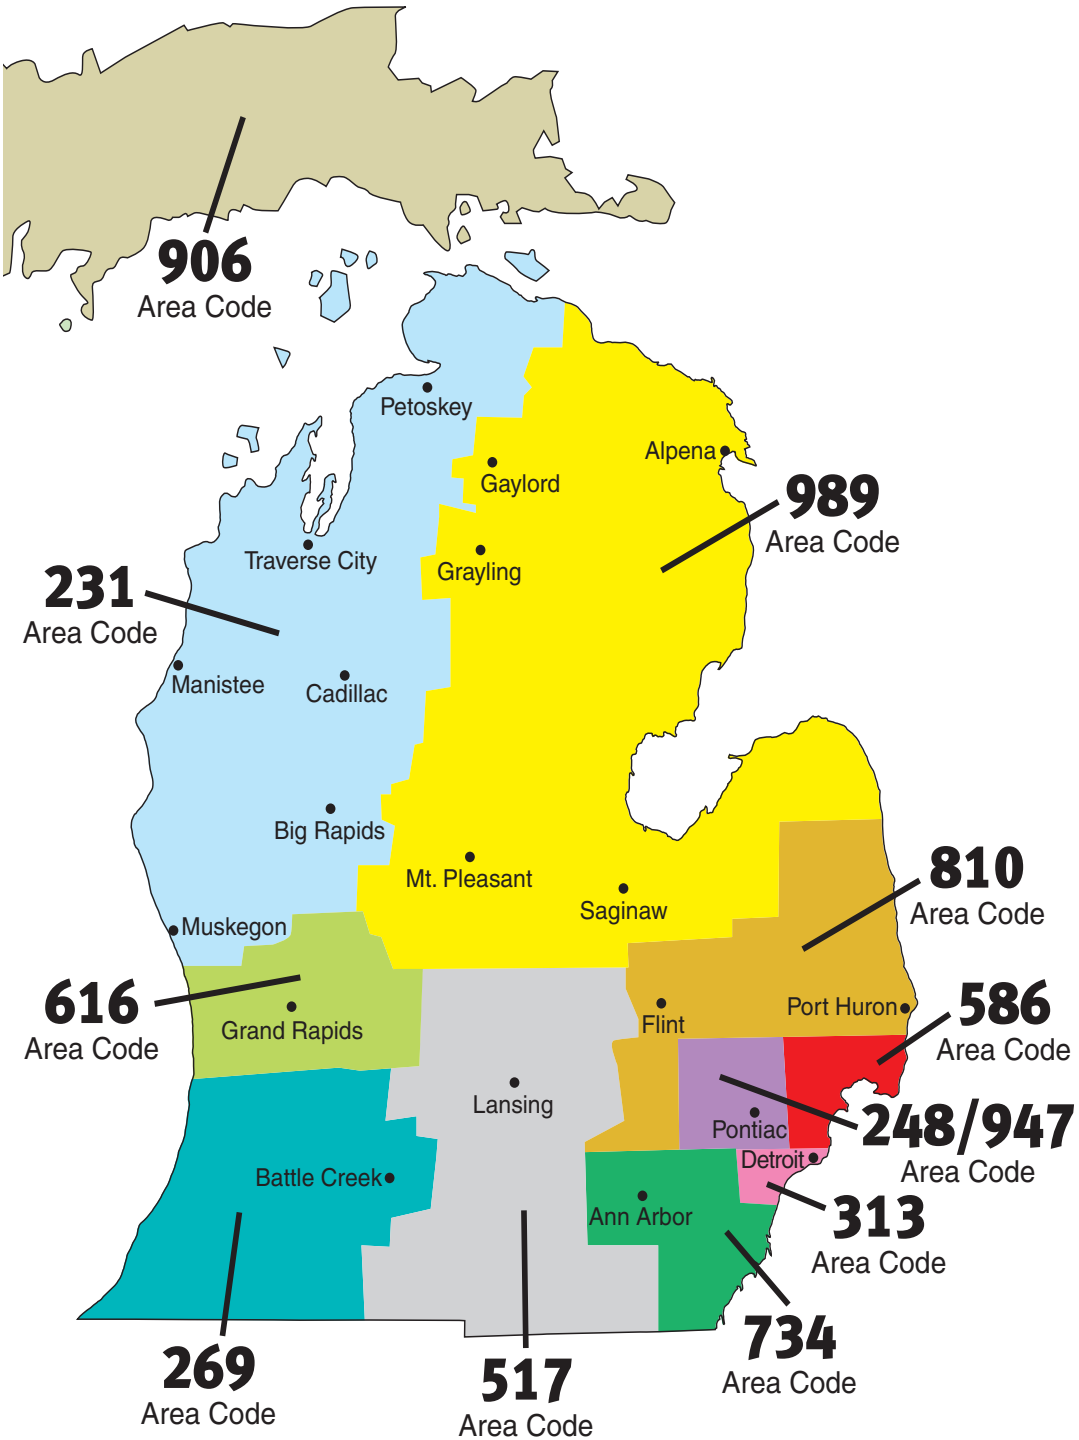 906
Area Code
Petoskey
Alpena
Gaylord
989
Area Code
Traverse City
Grayling
231
Area Code
Manistee
Cadillac
Big Rapids
Mt. Pleasant
Saginaw
810
Area Code
Muskegon
616
Area Code
Grand Rapids
Flint
Port Huron
586
Area Code
Lansing
Pontiac
248/947
Area Code
Detroit
Battle Creek
Ann Arbor
313
Area Code
734
Area Code
269
Area Code
517
Area Code